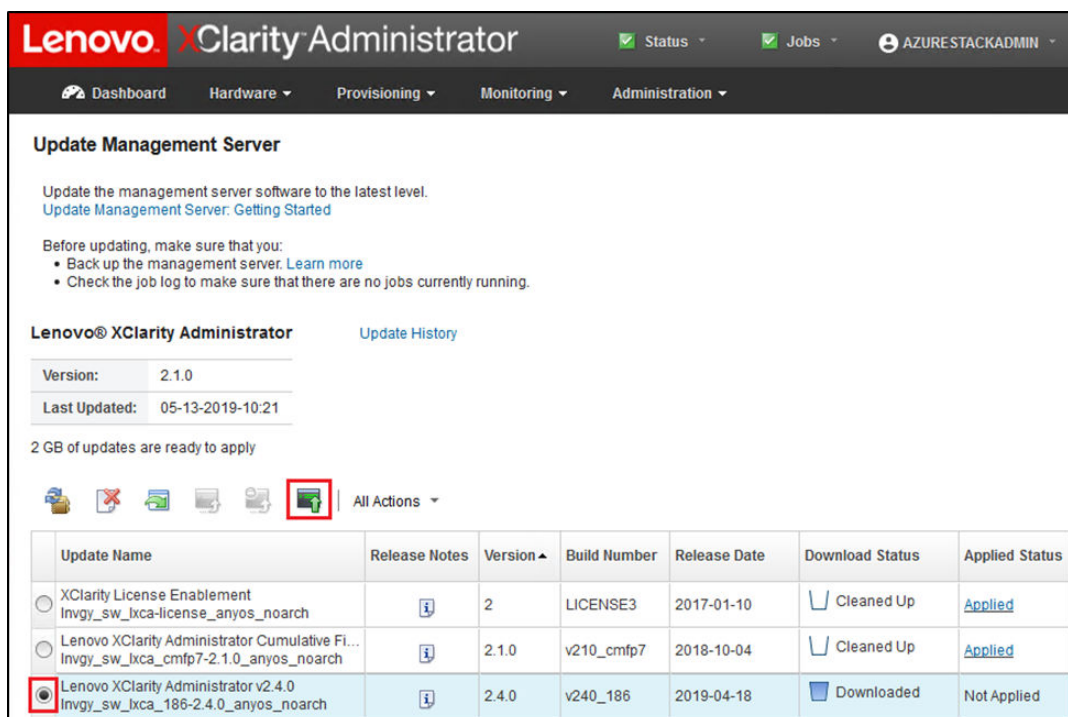 Lenovo. XClarity Administrator
Status
Jobs
AZURESTACKADMIN
Dashboard
Hardware
Provisioning
Monitoring
Administration
Update Management Server
Update the management server software to the latest level.
Update Management Server: Getting Started
Before updating, make sure that you:
• Back up the management server. Learn more
• Check the job log to make sure that there are no jobs currently running.
Lenovo® XClarity Administrator
Update History
Version: 2.1.0
Last Updated: 05-13-2019-10:21
2 GB of updates are ready to apply
All Actions
Update Name Release Notes Version Build Number Release Date Download Status Applied Status
XClarity License Enablement
lnvgy_sw_lxca-license_anyos_noarch
2 LICENSE3 2017-01-10 Cleaned Up Applied
Lenovo XClarity Administrator Cumulative Fi...
lnvgy_sw_lxca_cmfp7-2.1.0_anyos_noarch
2.1.0 v210_cmfp7 2018-10-04 Cleaned Up Applied
Lenovo XClarity Administrator v2.4.0
lnvgy_sw_lxca_186-2.4.0_anyos_noarch
2.4.0 v240_186 2019-04-18 Downloaded Not Applied